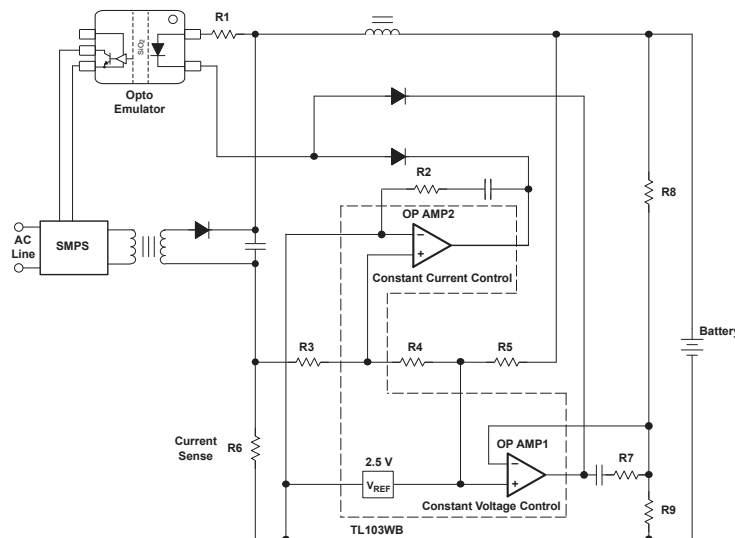 R1
SiO2
Opto
Emulator
R2
R8
OP AMP2
AC
Line
SMPS
−
+
Constant Current Control
R3
R4
R5
Battery
Current
Sense
R6
OP AMP1
2.5 V
VREF
−
+
R7
Constant Voltage Control
R9
TL103WB